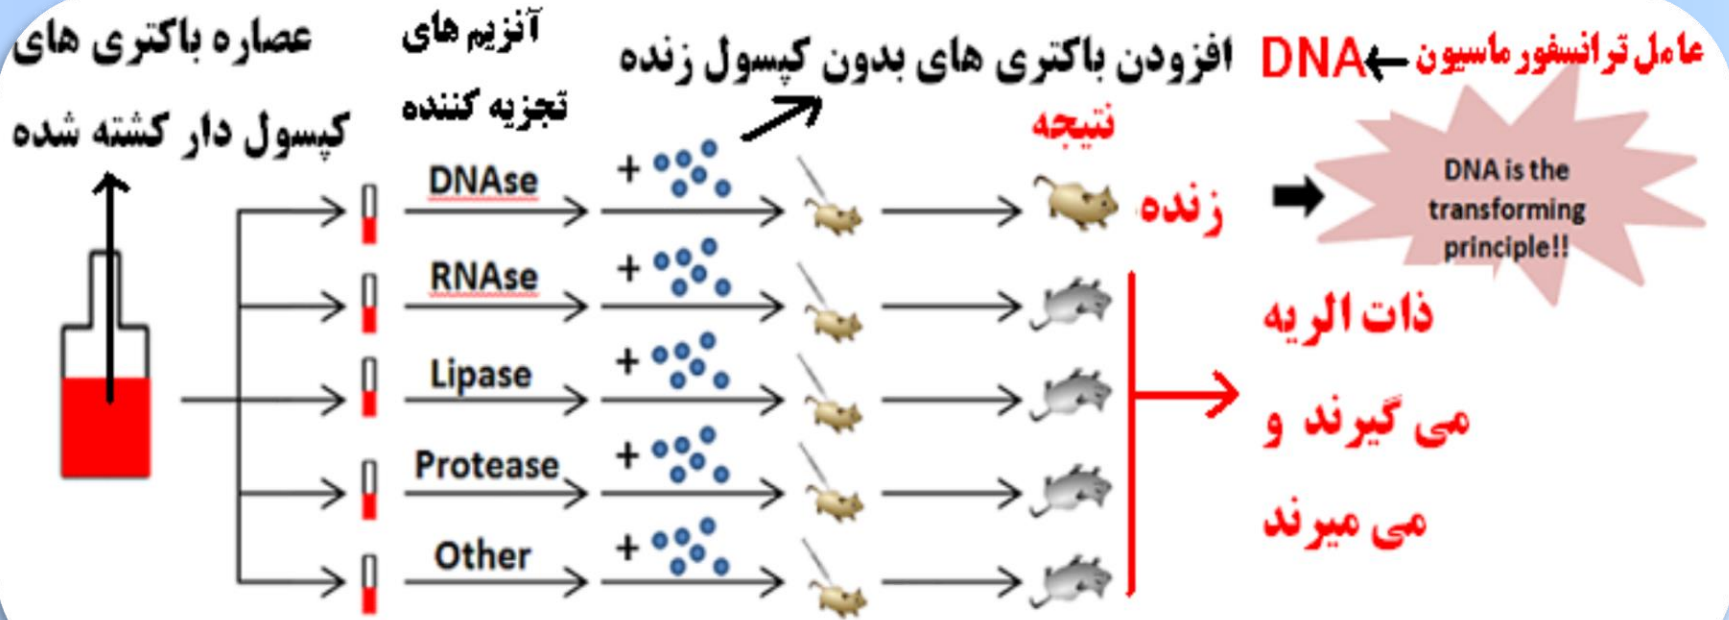 عصاره باکتری های
کپسول دار کشته شده
آنزیم های
تجزیه کننده
افزودن باکتری های بدون کپسول زنده
عامل ترانسفورماسیون ← DNA
نتیجه
DNAse
+
زنده
DNA is the
transforming
principle!!
RNAse
+
Lipase
+
Protease
+
Other
+
ذات الریه
می گیرند و
می میرند